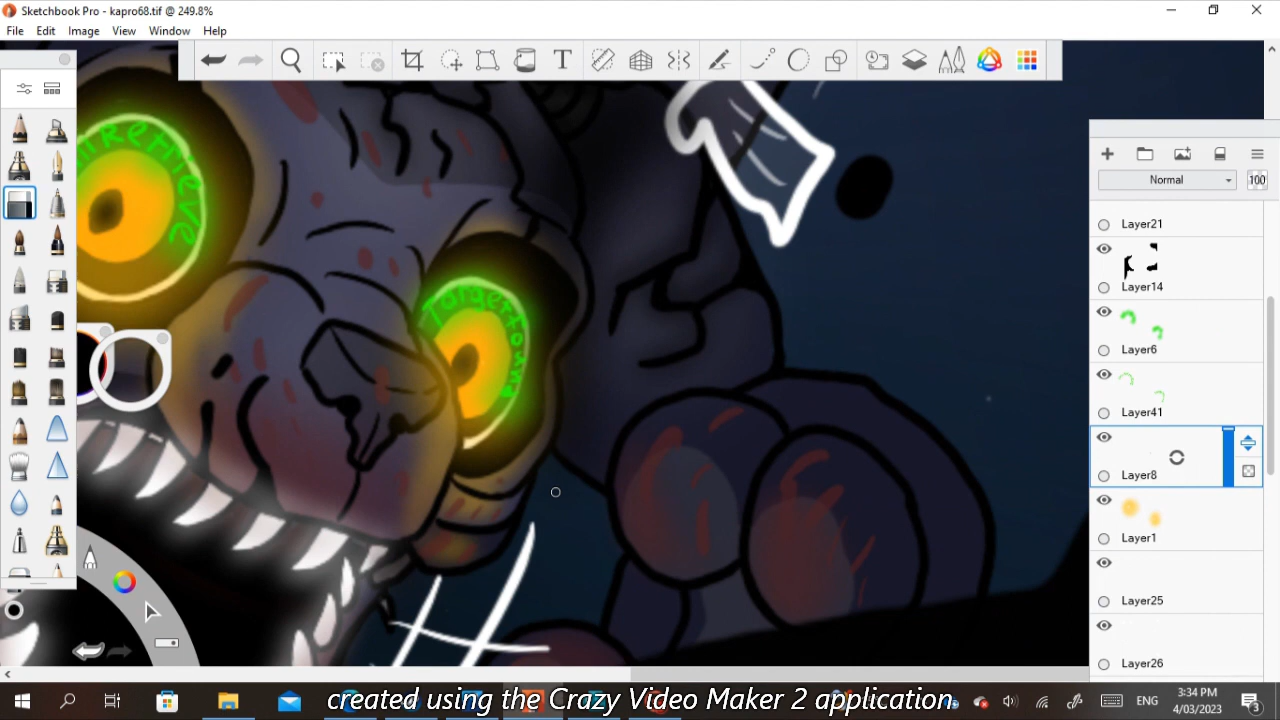 Sketchbook Pro - kapro68.tif @ 249.8%
File Edit Image View Window Help
Normal 100
Layer21
Layer14
Layer6
Layer41
Layer8
Layer1
Layer25
Layer26
created using the Crazy Video Maker 2 application.
ENG
3:34 PM
4/03/2023
3